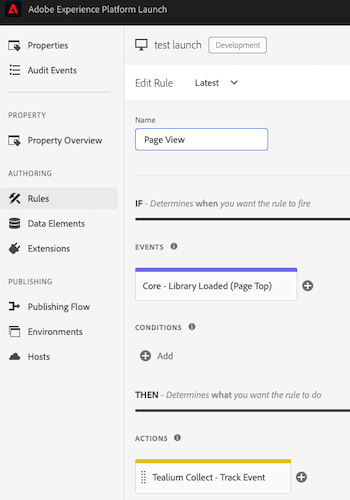 Adobe Experience Platform Launch
Properties
Audit Events
PROPERTY
Property Overview
AUTHORING
Rules
Data Elements
Extensions
PUBLISHING
Publishing Flow
Environments
Hosts
test launch Development
Edit Rule Latest
Name
Page View
IF - Determines when you want the rule to fire
EVENTS
Core - Library Loaded (Page Top)
CONDITIONS
Add
THEN - Determines what you want the rule to do
ACTIONS
Tealium Collect - Track Event